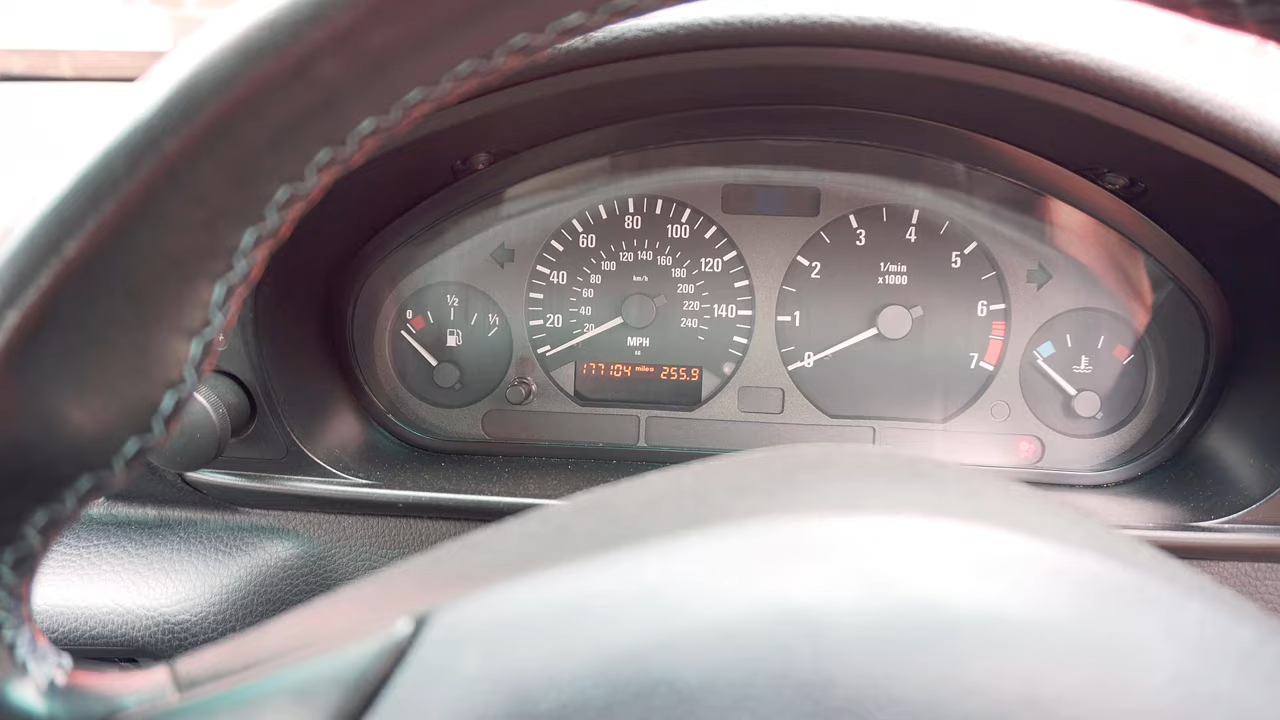 0 1/2 1/1
20 40 60 80 100 120 140
20 40 60 80 100 120 140 160 180 200 220 240
km/h
MPH
177104 miles 255.9
0 1 2 3 4 5 6 7
1/min
x1000